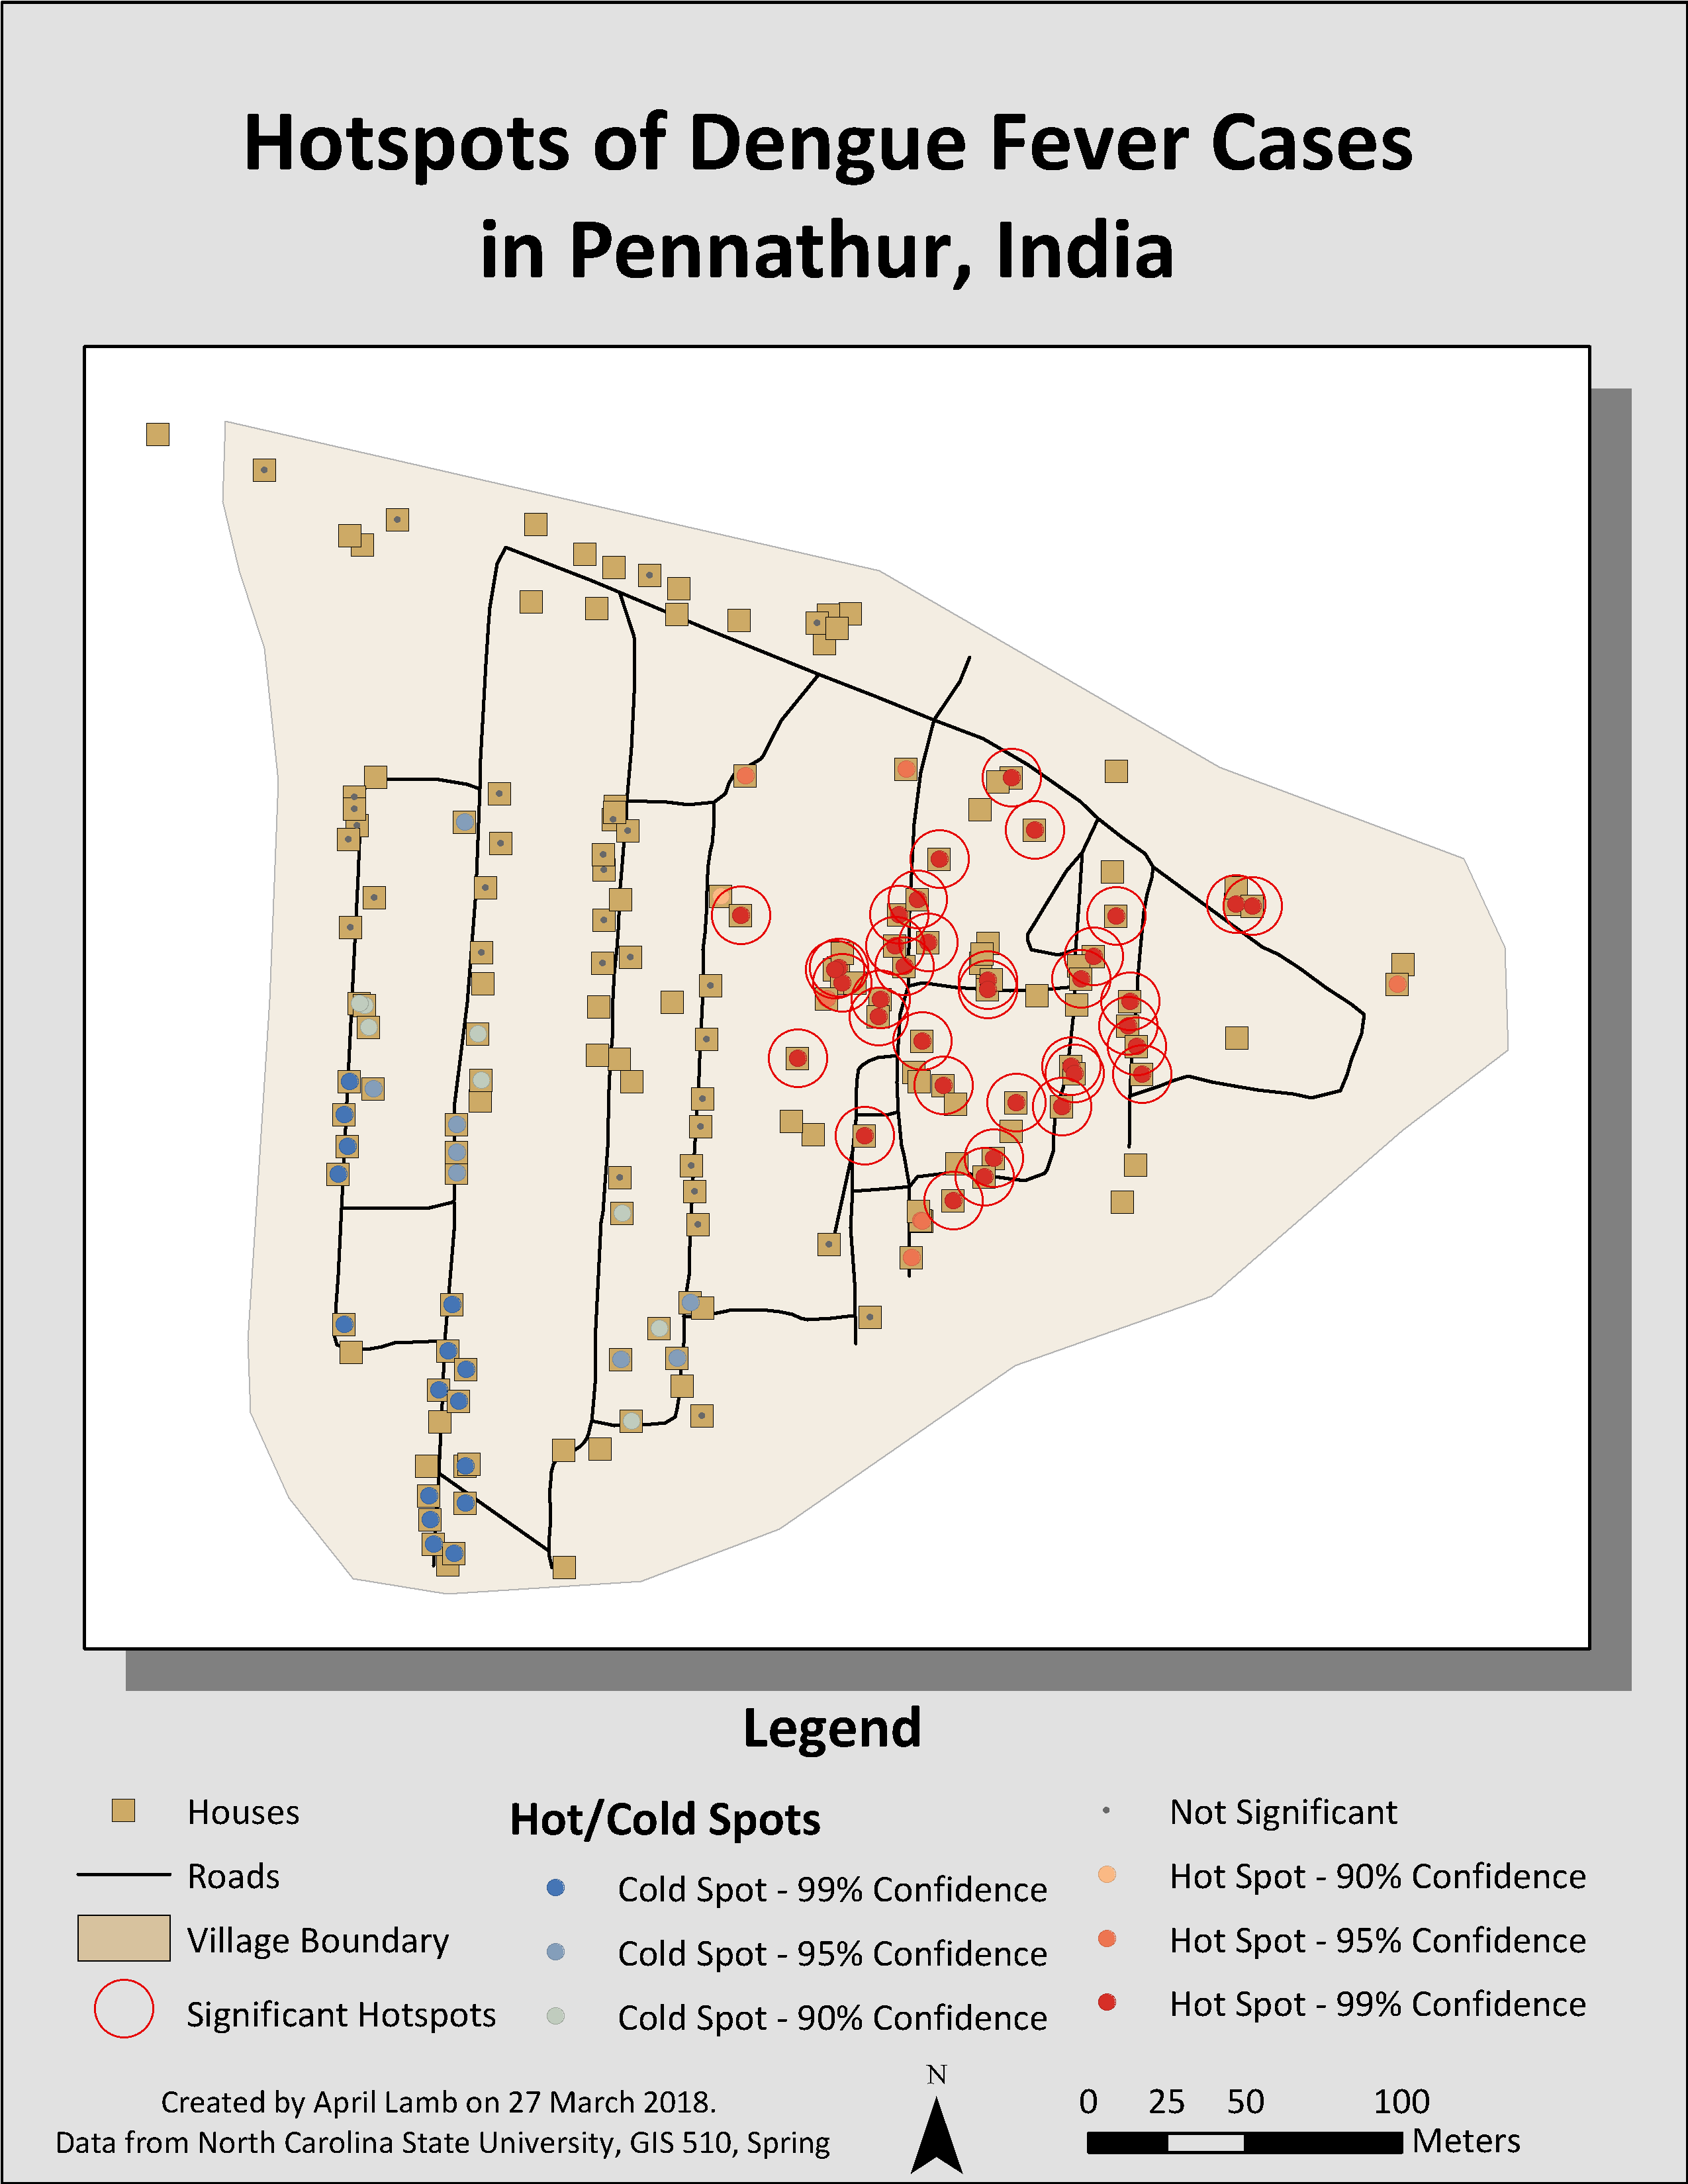 Hotspots of Dengue Fever Cases
in Pennathur, India
Legend
Houses
Roads
Village Boundary
Significant Hotspots
Hot/Cold Spots
Cold Spot - 99% Confidence
Cold Spot - 95% Confidence
Cold Spot - 90% Confidence
Not Significant
Hot Spot - 90% Confidence
Hot Spot - 95% Confidence
Hot Spot - 99% Confidence
Created by April Lamb on 27 March 2018.
Data from North Carolina State University, GIS 510, Spring
N
0 25 50 100
Meters